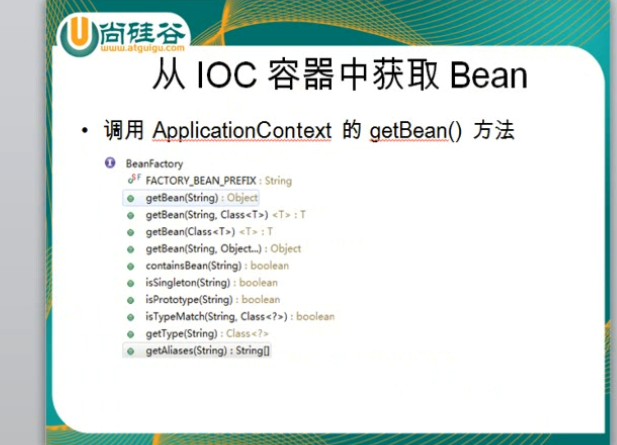 尚硅谷
www.atguigu.com
从 IOC 容器中获取 Bean
• 调用 ApplicationContext 的 getBean() 方法
BeanFactory
FACTORY_BEAN_PREFIX : String
getBean(String) : Object
getBean(String, Class<T>) <T> : T
getBean(Class<T>) <T> : T
getBean(String, Object...) : Object
containsBean(String) : boolean
isSingleton(String) : boolean
isPrototype(String) : boolean
isTypeMatch(String, Class<?>) : boolean
getType(String) : Class<?>
getAliases(String) : String[]